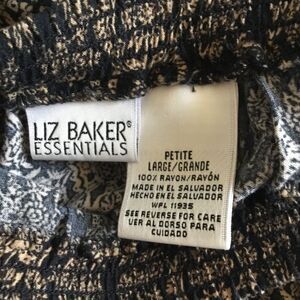 LIZ BAKER®
ESSENTIALS
PETITE
LARGE/GRANDE
100% RAYON/RAYÓN
MADE IN EL SALVADOR
HECHO EN EL SALVADOR
WPL 11935
SEE REVERSE FOR CARE
VER AL DORSO PARA
CUIDADO